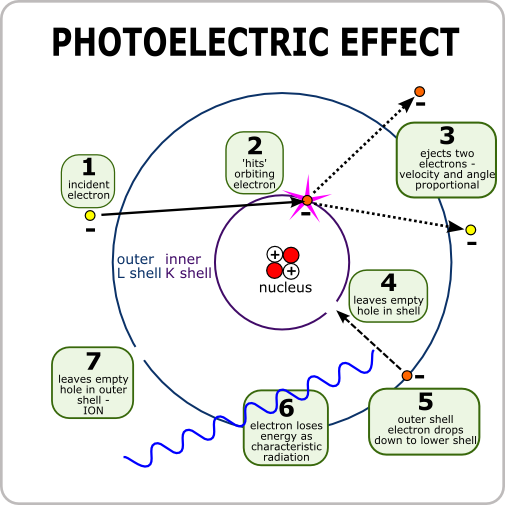 PHOTOELECTRIC EFFECT
1
incident
electron
-
2
'hits'
orbiting
electron
-
-
3
ejects two
electrons -
velocity and angle
proportional
-
outer inner
L shell K shell
+
+
nucleus
4
leaves empty
hole in shell
-
5
outer shell
electron drops
down to lower shell
6
electron loses
energy as
characteristic
radiation
7
leaves empty
hole in outer
shell -
ION